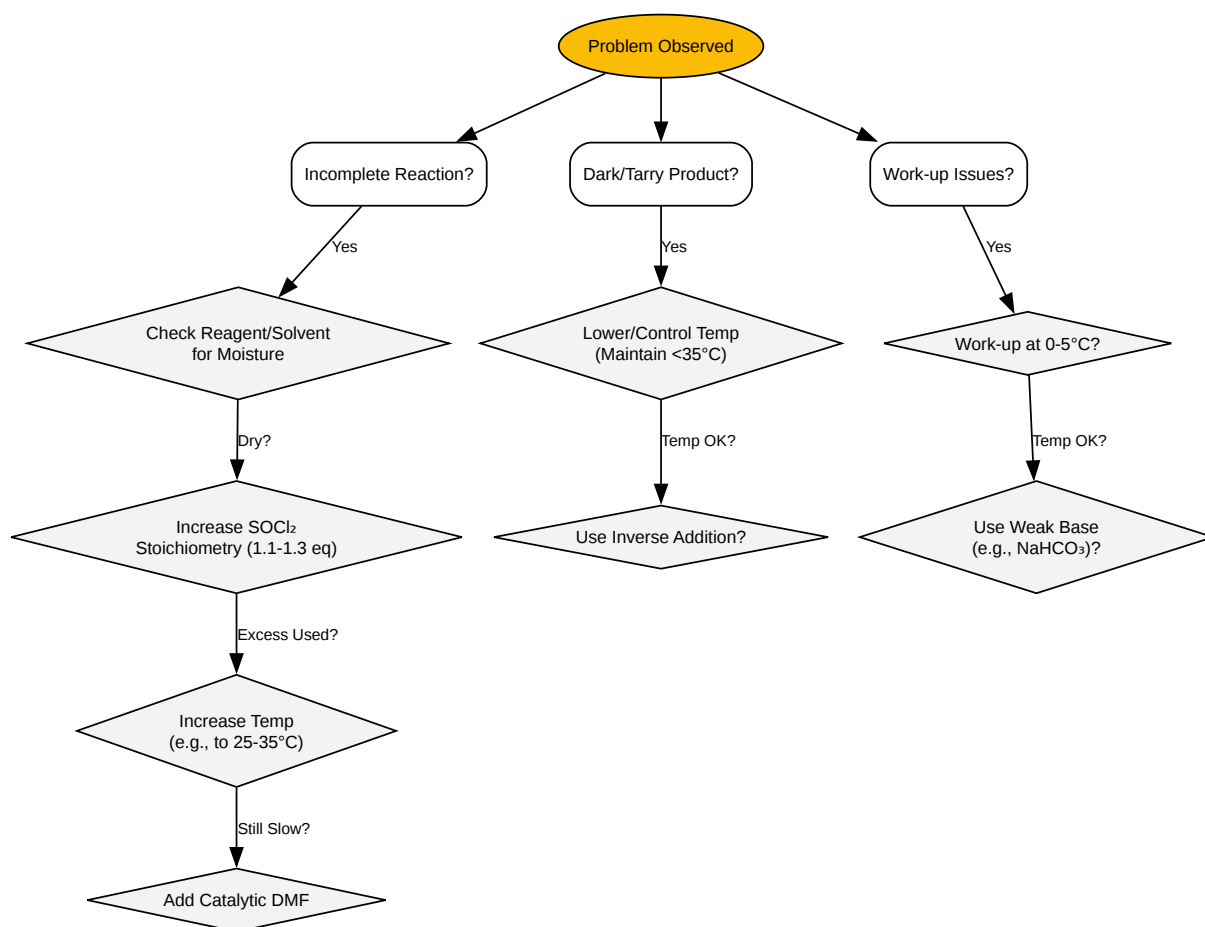 Problem Observed
Incomplete Reaction?
Dark/Tarry Product?
Work-up Issues?
Yes
Yes
Yes
Check Reagent/Solvent
for Moisture
Lower/Control Temp
(Maintain <35°C)
Work-up at 0-5°C?
Dry?
Temp OK?
Temp OK?
Increase SOCl₂
Stoichiometry (1.1-1.3 eq)
Use Inverse Addition?
Use Weak Base
(e.g., NaHCO₃)?
Excess Used?
Increase Temp
(e.g., to 25-35°C)
Still Slow?
Add Catalytic DMF